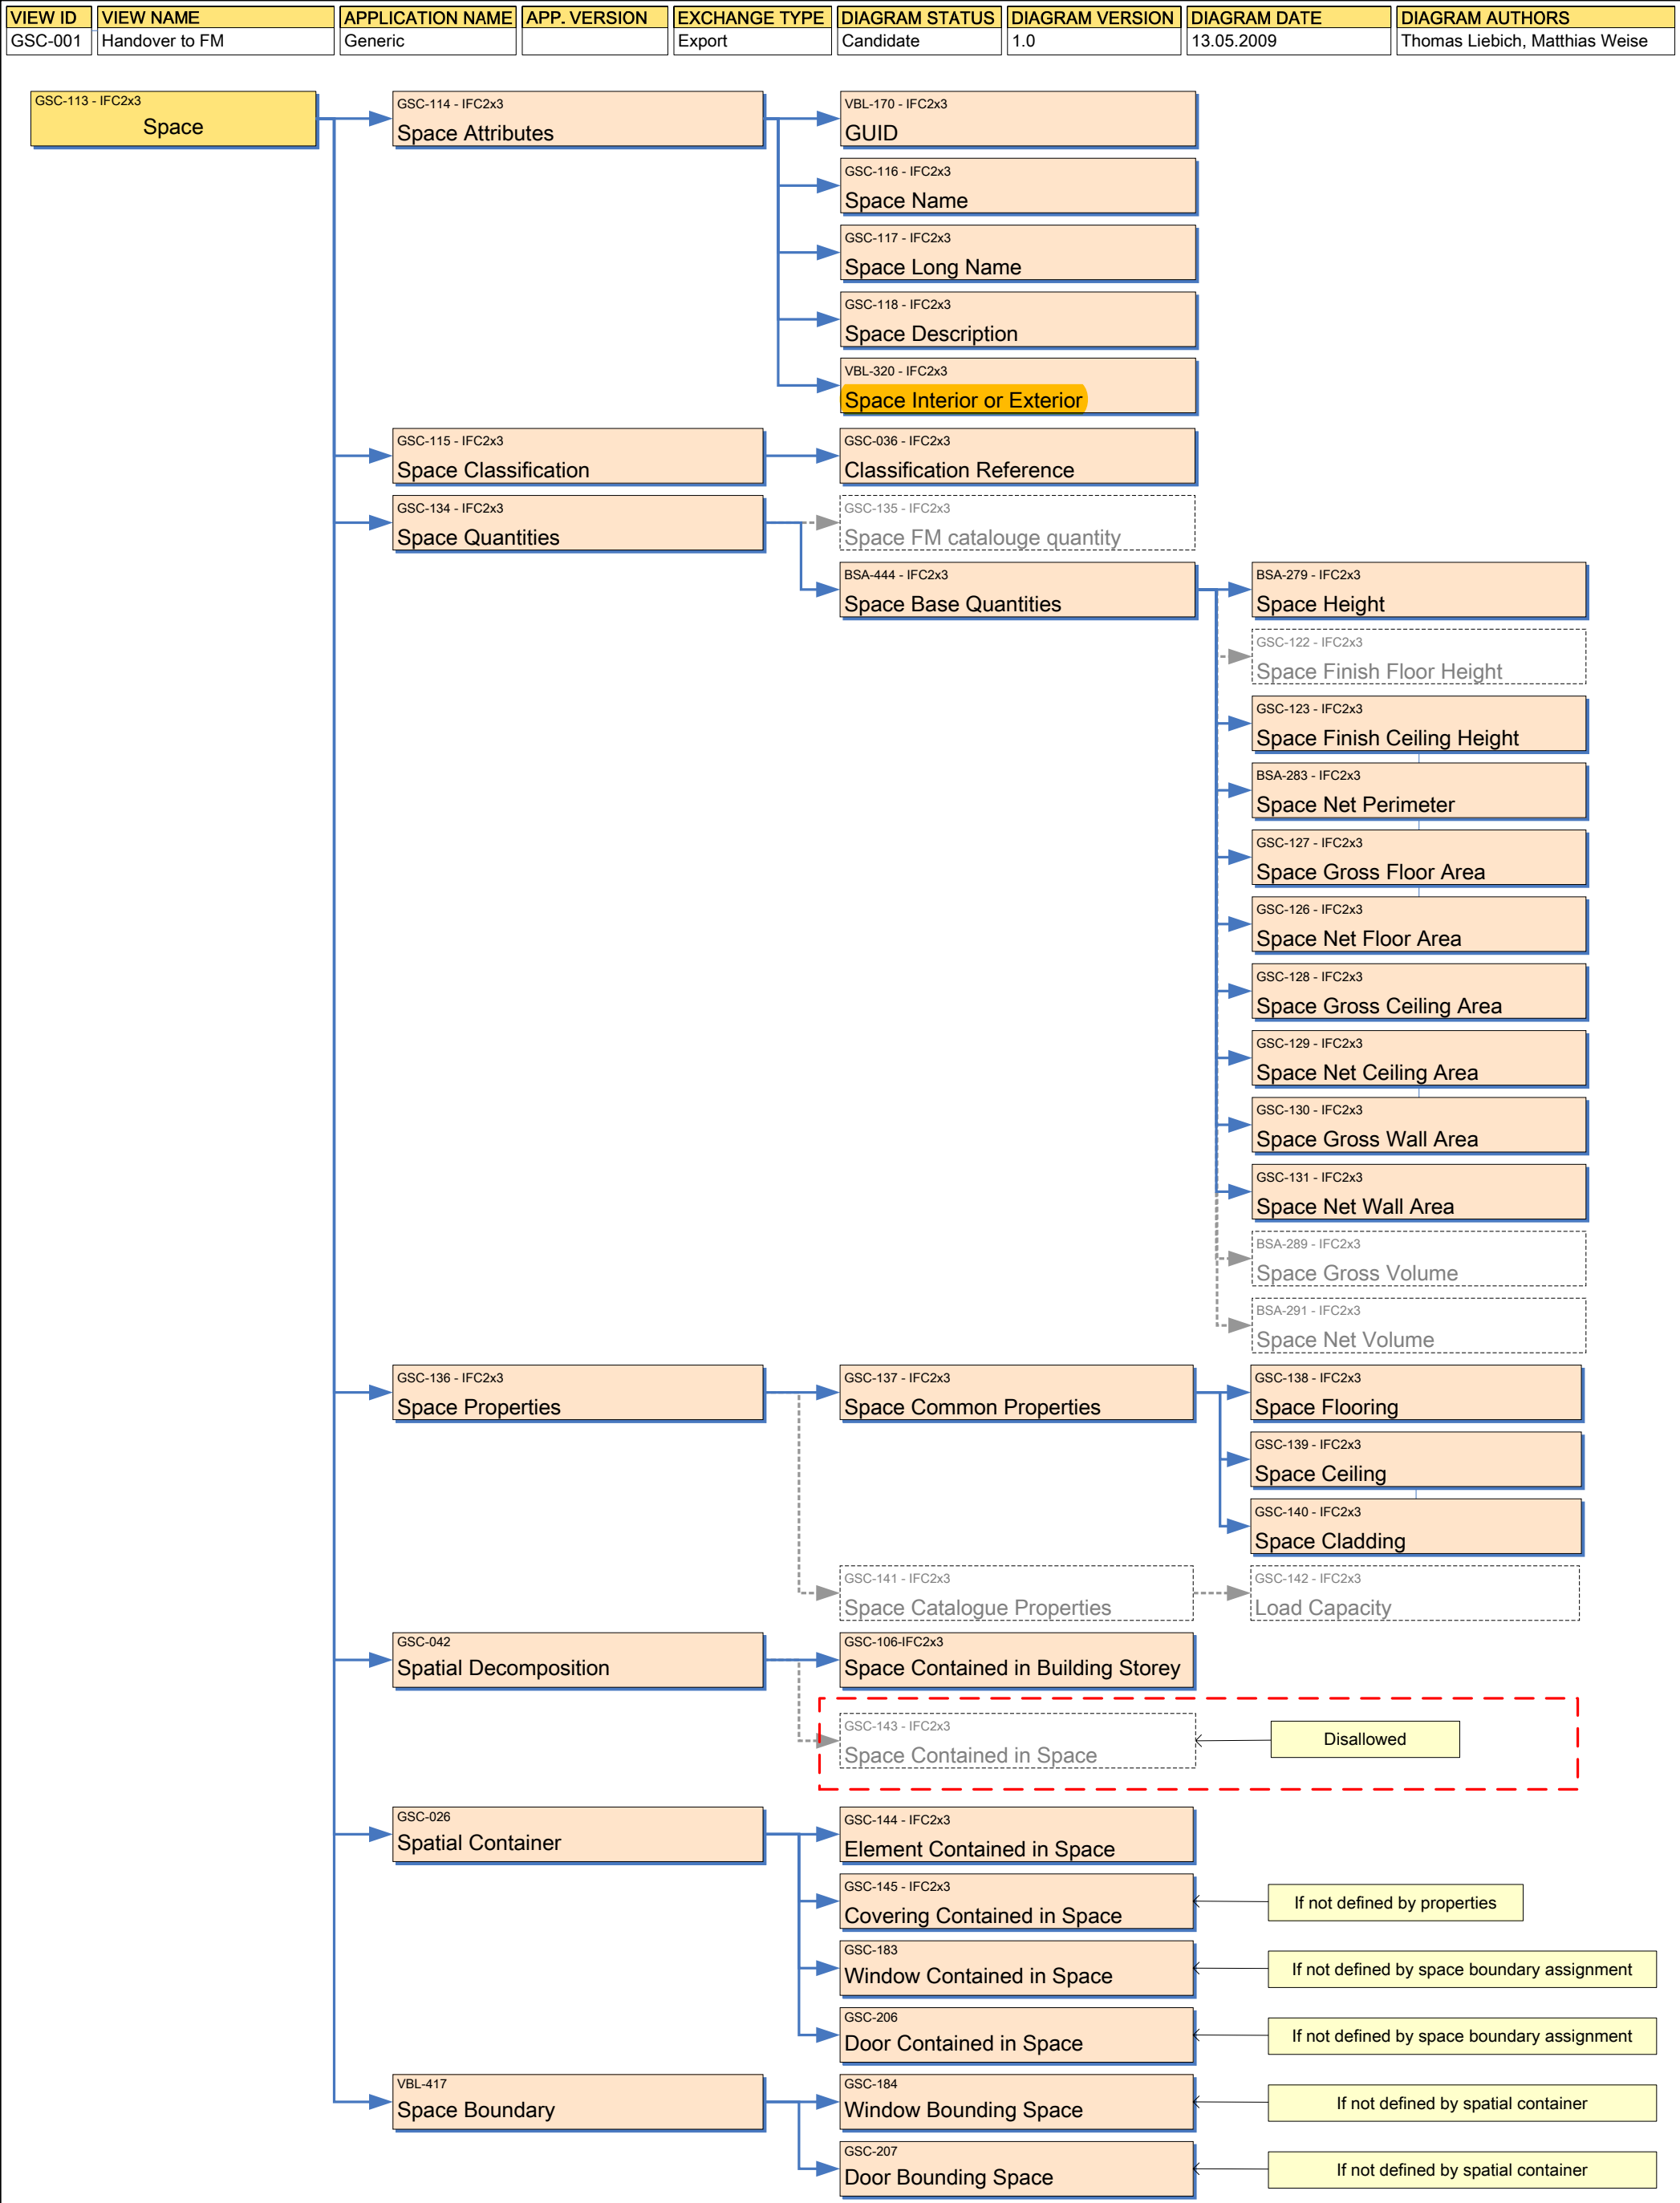 VIEW ID VIEW NAME APPLICATION NAME APP. VERSION EXCHANGE TYPE DIAGRAM STATUS DIAGRAM VERSION DIAGRAM DATE DIAGRAM AUTHORS
GSC-001 Handover to FM Generic Export Candidate 1.0 13.05.2009 Thomas Liebich, Matthias Weise
GSC-113 - IFC2x3
Space
GSC-114 - IFC2x3
Space Attributes
VBL-170 - IFC2x3
GUID
GSC-116 - IFC2x3
Space Name
GSC-117 - IFC2x3
Space Long Name
GSC-118 - IFC2x3
Space Description
VBL-320 - IFC2x3
Space Interior or Exterior
GSC-115 - IFC2x3
Space Classification
GSC-036 - IFC2x3
Classification Reference
GSC-134 - IFC2x3
Space Quantities
GSC-135 - IFC2x3
Space FM catalouge quantity
BSA-444 - IFC2x3
Space Base Quantities
BSA-279 - IFC2x3
Space Height
GSC-122 - IFC2x3
Space Finish Floor Height
GSC-123 - IFC2x3
Space Finish Ceiling Height
BSA-283 - IFC2x3
Space Net Perimeter
GSC-127 - IFC2x3
Space Gross Floor Area
GSC-126 - IFC2x3
Space Net Floor Area
GSC-128 - IFC2x3
Space Gross Ceiling Area
GSC-129 - IFC2x3
Space Net Ceiling Area
GSC-130 - IFC2x3
Space Gross Wall Area
GSC-131 - IFC2x3
Space Net Wall Area
BSA-289 - IFC2x3
Space Gross Volume
BSA-291 - IFC2x3
Space Net Volume
GSC-136 - IFC2x3
Space Properties
GSC-137 - IFC2x3
Space Common Properties
GSC-138 - IFC2x3
Space Flooring
GSC-139 - IFC2x3
Space Ceiling
GSC-140 - IFC2x3
Space Cladding
GSC-141 - IFC2x3
Space Catalogue Properties
GSC-142 - IFC2x3
Load Capacity
GSC-042
Spatial Decomposition
GSC-106-IFC2x3
Space Contained in Building Storey
GSC-143 - IFC2x3
Space Contained in Space
Disallowed
GSC-026
Spatial Container
GSC-144 - IFC2x3
Element Contained in Space
GSC-145 - IFC2x3
Covering Contained in Space
If not defined by properties
GSC-183
Window Contained in Space
If not defined by space boundary assignment
GSC-206
Door Contained in Space
If not defined by space boundary assignment
VBL-417
Space Boundary
GSC-184
Window Bounding Space
If not defined by spatial container
GSC-207
Door Bounding Space
If not defined by spatial container